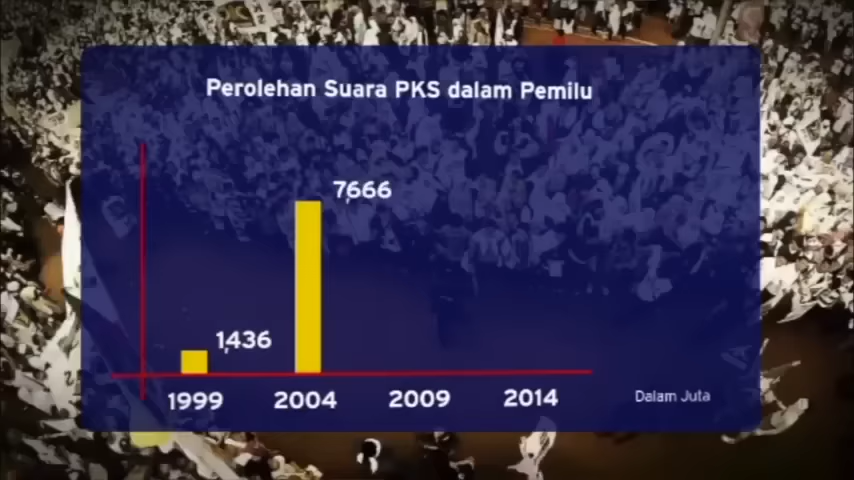 Perolehan Suara PKS dalam Pemilu
7,666
1,436
1999 2004 2009 2014
Dalam Juta